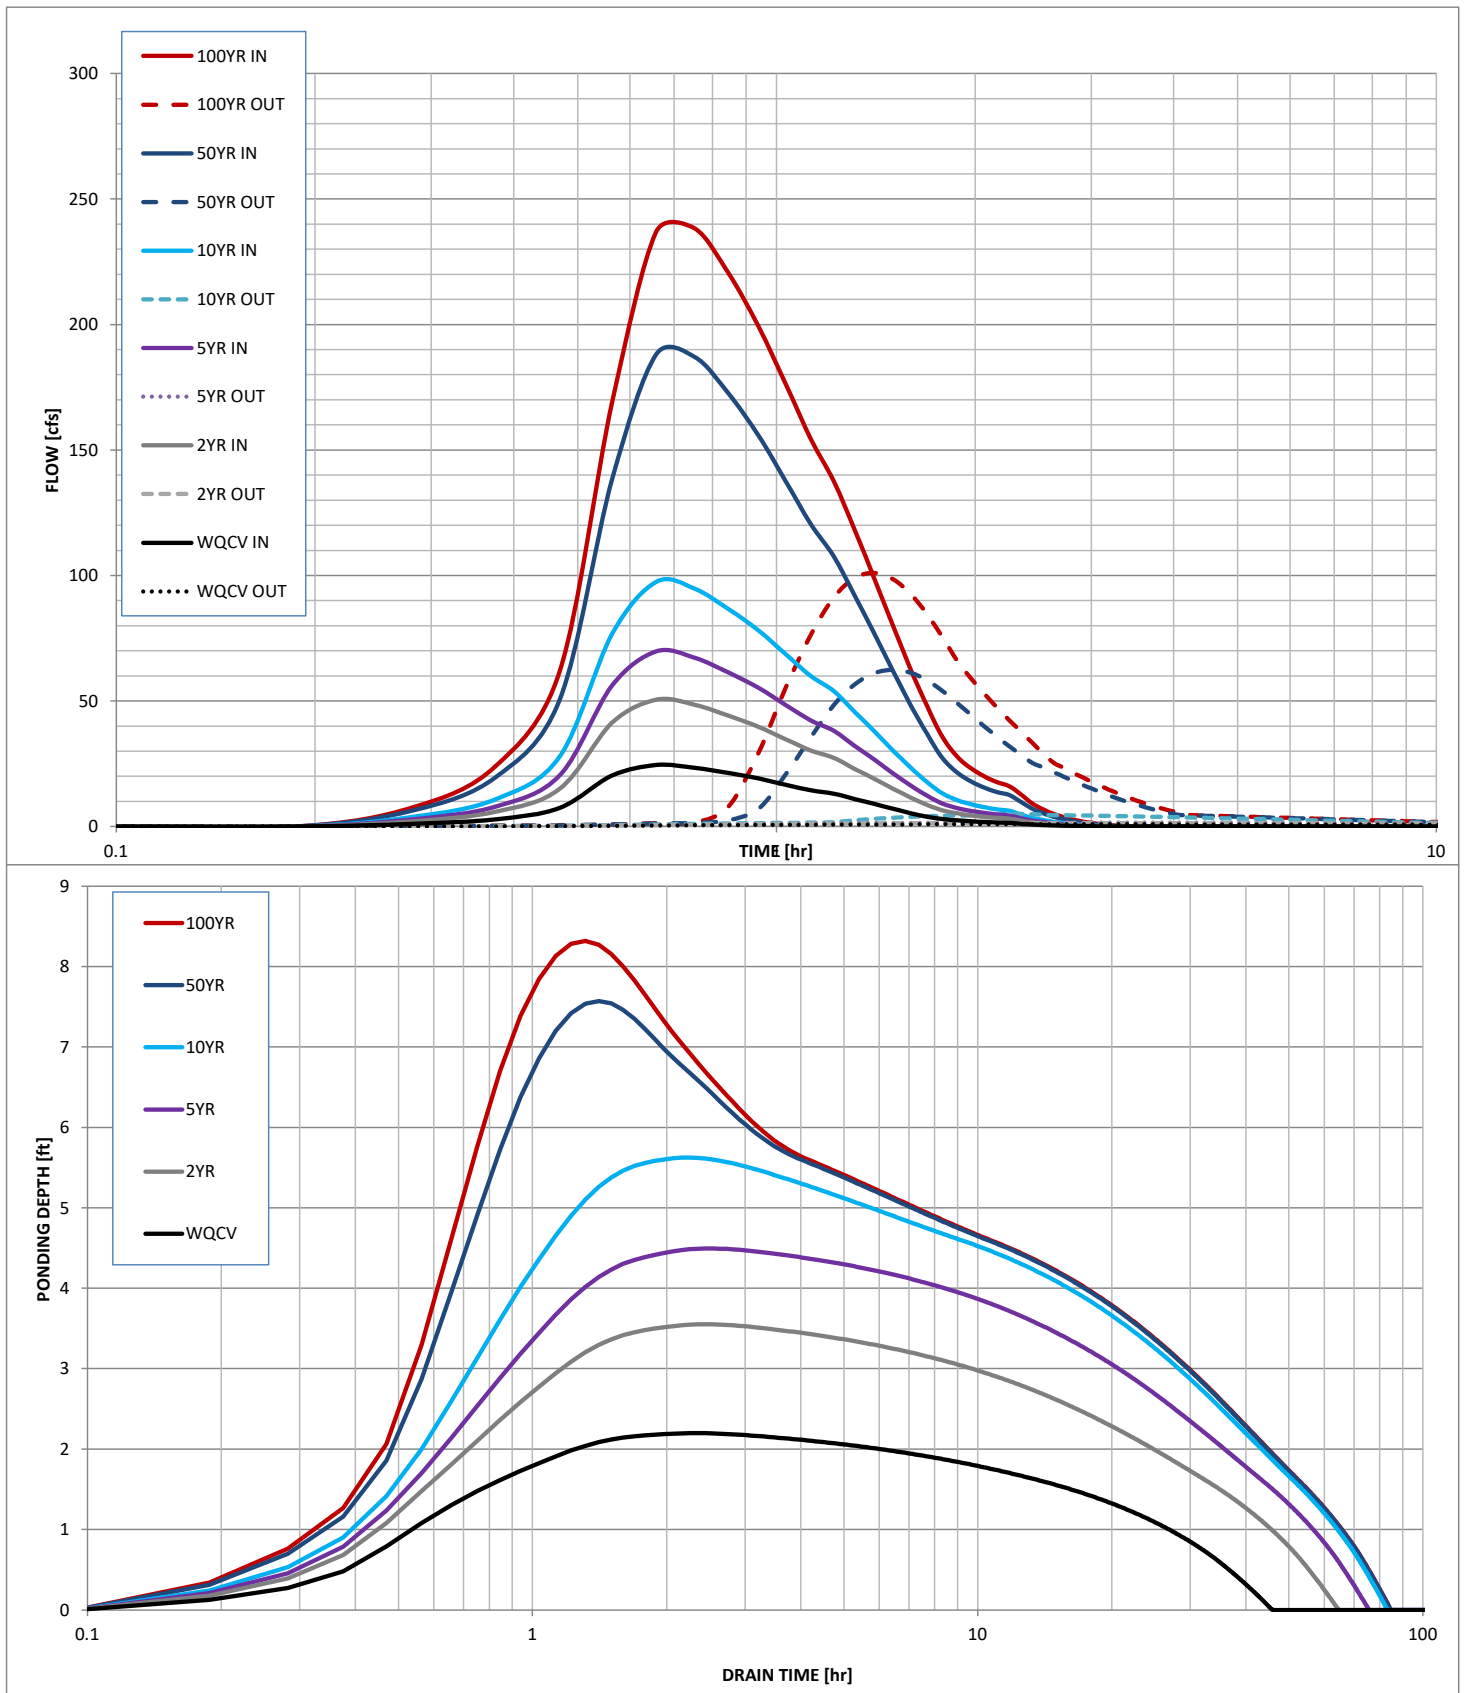 100YR IN
100YR OUT
50YR IN
50YR OUT
10YR IN
10YR OUT
5YR IN
5YR OUT
2YR IN
2YR OUT
WQCV IN
WQCV OUT
300
250
200
150
100
50
0
FLOW [cfs]
0.1
1
10
TIME [hr]
100YR
50YR
10YR
5YR
2YR
WQCV
9
8
7
6
5
4
3
2
1
0
PONDING DEPTH [ft]
0.1
1
10
100
DRAIN TIME [hr]